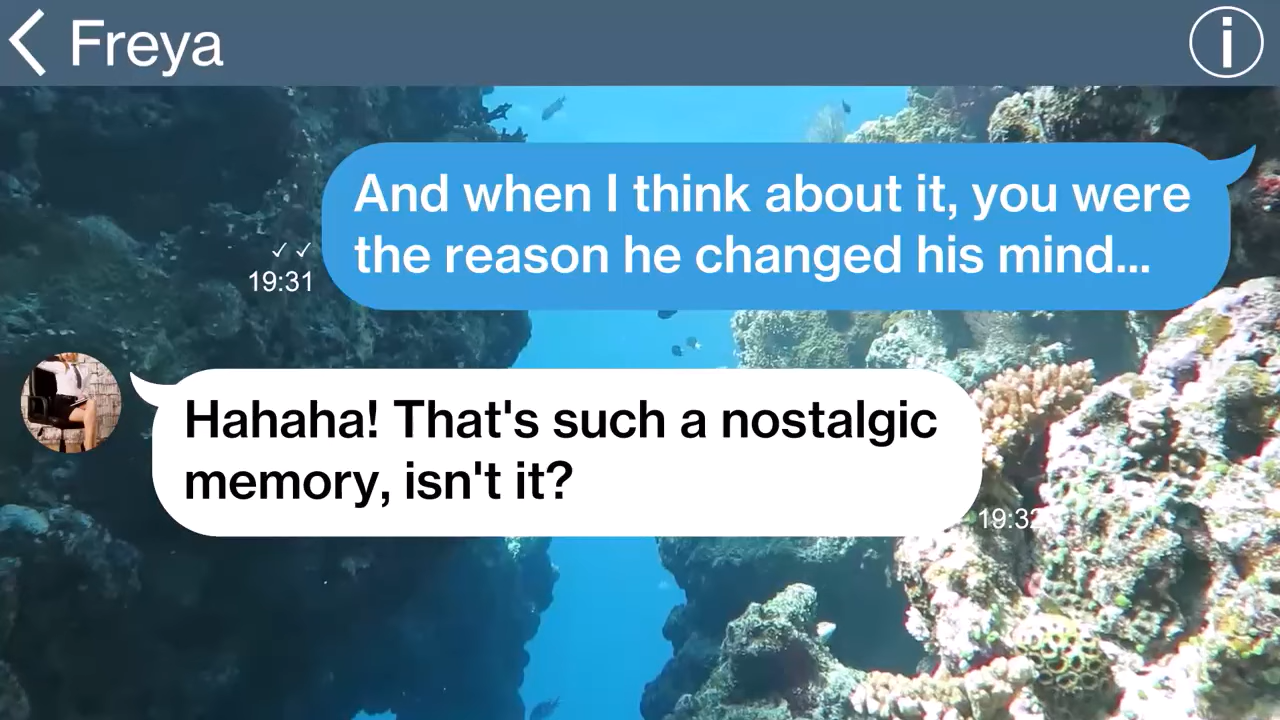 Freya
i
And when I think about it, you were
the reason he changed his mind...
✓ ✓
19:31
Hahaha! That's such a nostalgic
memory, isn't it?
19:32